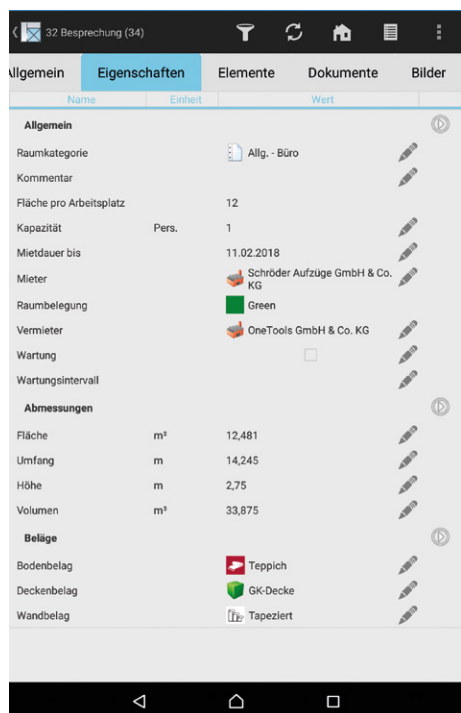 32 Besprechung (34)
Allgemein Eigenschaften Elemente Dokumente Bilder
Name Einheit Wert
Allgemein
Raumkategorie Allg. - Büro
Kommentar
Fläche pro Arbeitsplatz 12
Kapazität Pers. 1
Mietdauer bis 11.02.2018
Mieter Schröder Aufzüge GmbH & Co. KG
Raumbelegung Green
Vermieter OneTools GmbH & Co. KG
Wartung
Wartungsintervall
Abmessungen
Fläche m² 12,481
Umfang m 14,245
Höhe m 2,75
Volumen m³ 33,875
Beläge
Bodenbelag Teppich
Deckenbelag GK-Decke
Wandbelag Tapeziert